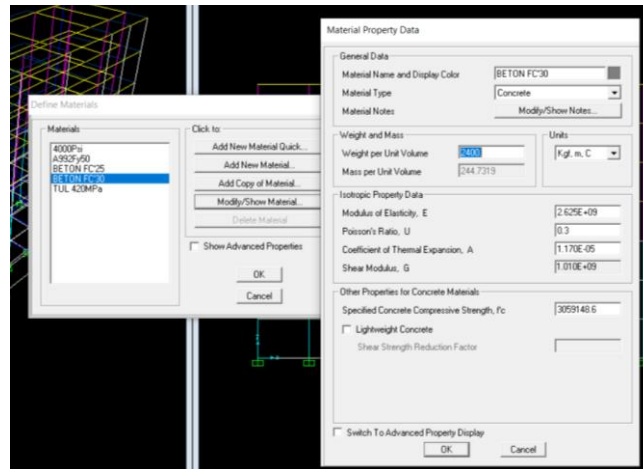 Define Materials
Materials
4000Psi
A992Fy50
BETON FC'25
BETON FC'30
TUL 420MPa
Click to:
Add New Material Quick...
Add New Material...
Add Copy of Material...
Modify/Show Material...
Delete Material
Show Advanced Properties
OK
Cancel
Material Property Data
General Data
Material Name and Display Color BETON FC'30
Material Type Concrete
Material Notes Modify/Show Notes...
Weight and Mass
Weight per Unit Volume 2400
Mass per Unit Volume 244.7319
Units
Kgf, m, C
Isotropic Property Data
Modulus of Elasticity, E 2.625E+09
Poisson's Ratio, U 0.3
Coefficient of Thermal Expansion, A 1.170E-05
Shear Modulus, G 1.010E+09
Other Properties for Concrete Materials
Specified Concrete Compressive Strength, f'c 3059148.6
Lightweight Concrete
Shear Strength Reduction Factor
Switch To Advanced Property Display
OK Cancel